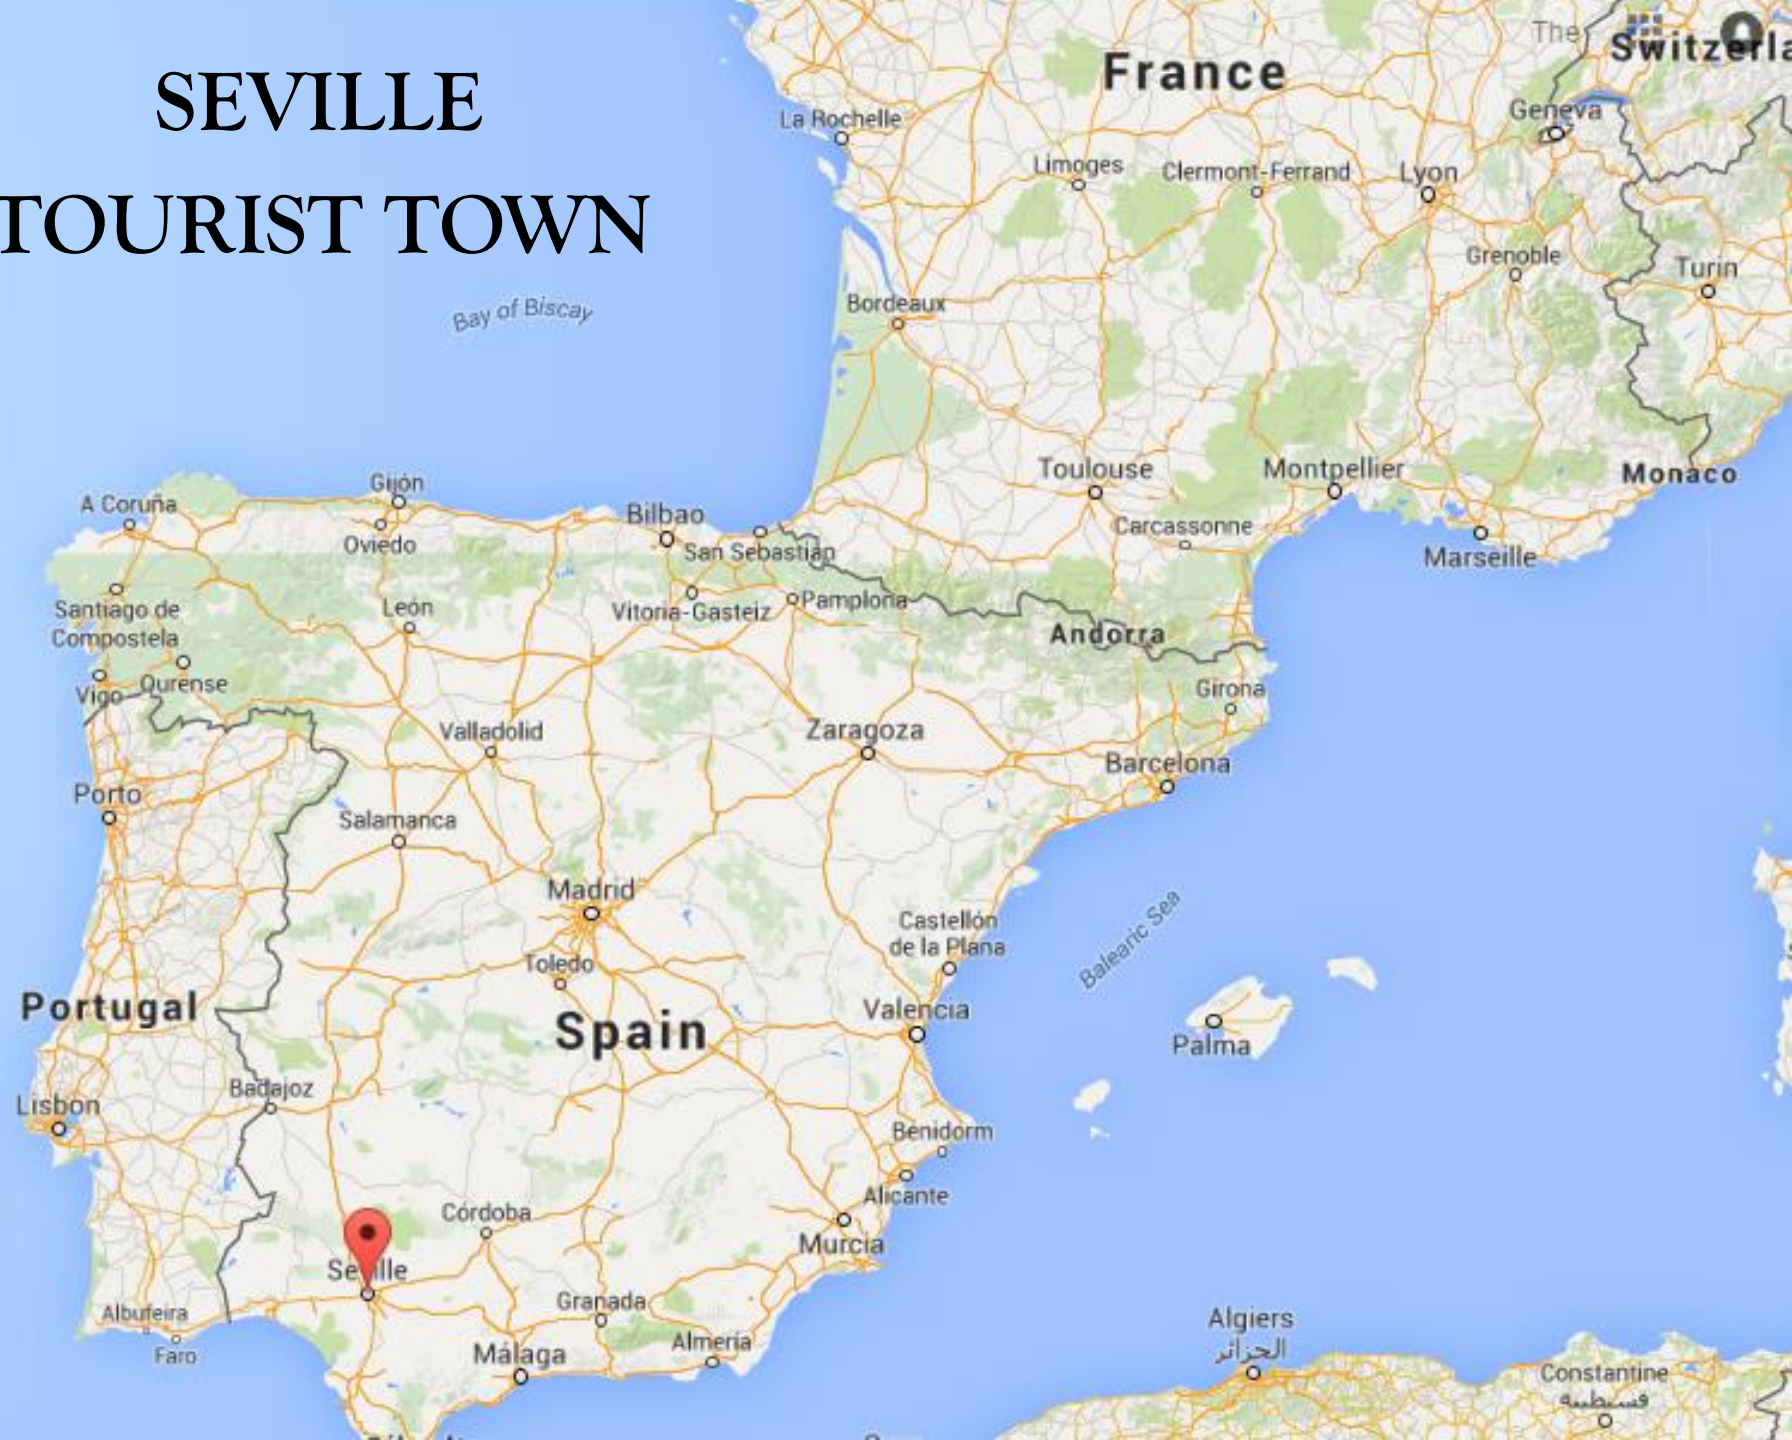 SEVILLE
TOURIST TOWN
France
The
Switzerla
Geneva
La Rochelle
Limoges
Clermont-Ferrand
Lyon
Grenoble
Turin
Bay of Biscay
Bordeaux
Toulouse
Montpellier
Monaco
Carcassonne
Marseille
A Coruña
Gijón
Oviedo
Bilbao
San Sebastian
Santiago de
Compostela
León
Vitoria-Gasteiz
Pamplona
Andorra
Vigo
Ourense
Girona
Valladolid
Zaragoza
Barcelona
Porto
Salamanca
Madrid
Castellón
de la Plana
Balearic Sea
Toledo
Portugal
Spain
Valencia
Palma
Badajoz
Lisbon
Benidorm
Alicante
Córdoba
Murcia
Seville
Granada
Albufeira
Faro
Málaga
Almería
Algiers
الجزائر
Constantine
قسنطينة